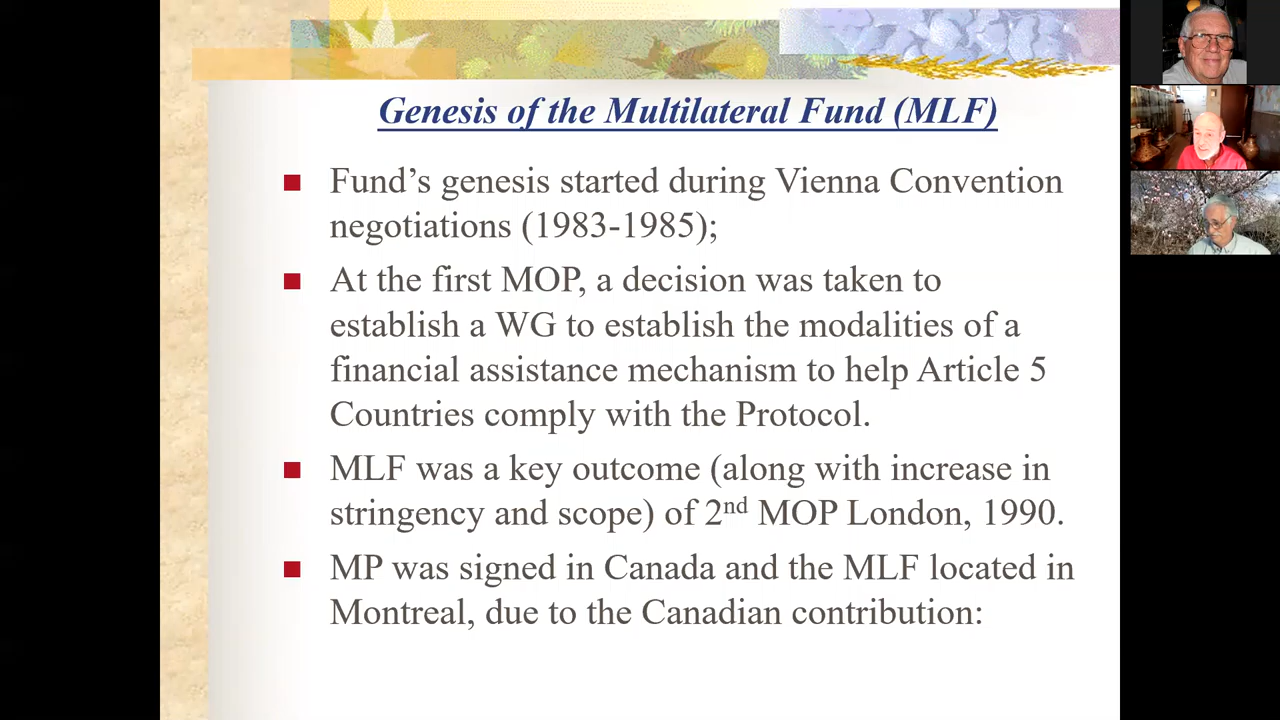 Genesis of the Multilateral Fund (MLF)
Fund’s genesis started during Vienna Convention
negotiations (1983-1985);
At the first MOP, a decision was taken to
establish a WG to establish the modalities of a
financial assistance mechanism to help Article 5
Countries comply with the Protocol.
MLF was a key outcome (along with increase in
stringency and scope) of 2nd MOP London, 1990.
MP was signed in Canada and the MLF located in
Montreal, due to the Canadian contribution: